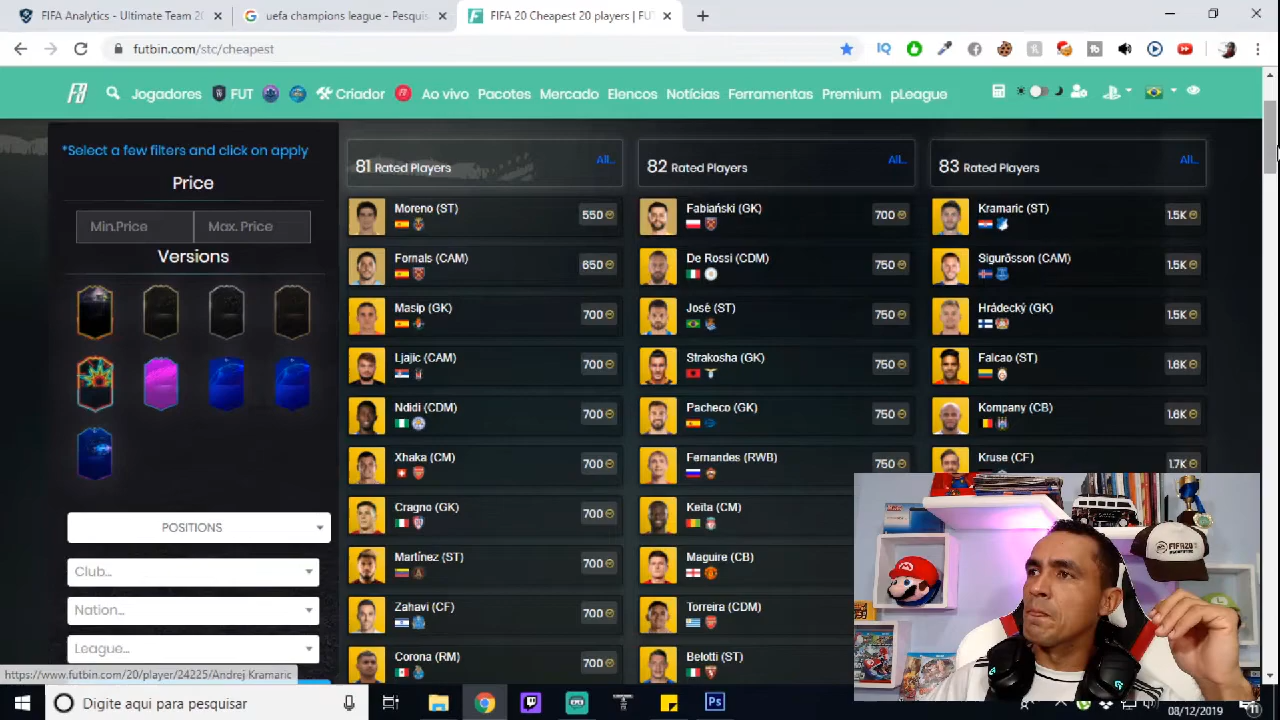 FIFA Analytics - Ultimate Team 20
uefa champions league - Pesquis
FIFA 20 Cheapest 20 players | FUT
futbin.com/stc/cheapest
Jogadores
FUT
Criador
Ao vivo
Pacotes
Mercado
Elencos
Notícias
Ferramentas
Premium
pLeague
*Select a few filters and click on apply
Price
Min.Price
Max. Price
Versions
POSITIONS
Club...
Nation...
League...
81 Rated Players
All..
Moreno (ST)
550
Fornals (CAM)
650
Masip (GK)
700
Ljajic (CAM)
700
Ndidi (CDM)
700
Xhaka (CM)
700
Cragno (GK)
700
Martínez (ST)
700
Zahavi (CF)
700
Corona (RM)
700
82 Rated Players
All..
Fabiański (GK)
700
De Rossi (CDM)
750
José (ST)
750
Strakosha (GK)
750
Pacheco (GK)
750
Fernandes (RWB)
750
Keita (CM)
Maguire (CB)
Torreira (CDM)
Belotti (ST)
83 Rated Players
All..
Kramaric (ST)
1.5K
Sigurðsson (CAM)
1.5K
Hrádecký (GK)
1.5K
Falcao (ST)
1.6K
Kompany (CB)
1.6K
Kruse (CF)
1.7K
https://www.futbin.com/20/player/24225/Andrej Kramaric
Digite aqui para pesquisar
08/12/2019